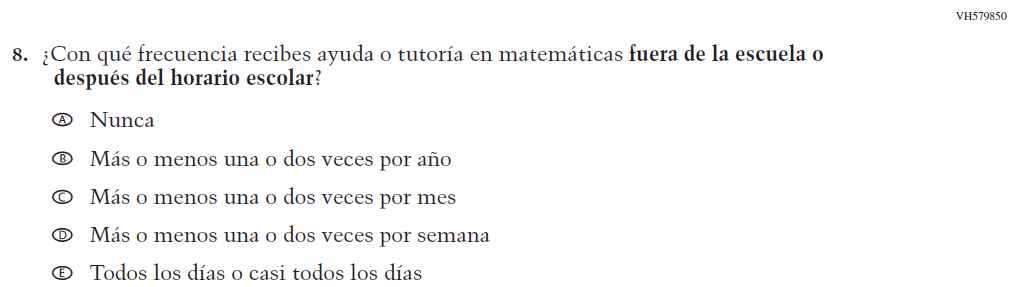 VH579850
8. ¿Con qué frecuencia recibes ayuda o tutoría en matemáticas fuera de la escuela o
después del horario escolar?
A Nunca
B Más o menos una o dos veces por año
C Más o menos una o dos veces por mes
D Más o menos una o dos veces por semana
E Todos los días o casi todos los días